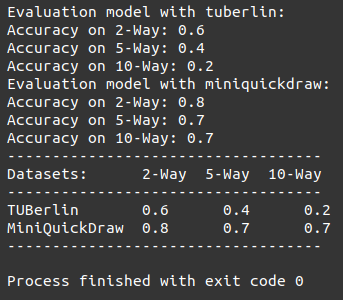 Evaluation model with tuberlin:
Accuracy on 2-Way: 0.6
Accuracy on 5-Way: 0.4
Accuracy on 10-Way: 0.2
Evaluation model with miniquickdraw:
Accuracy on 2-Way: 0.8
Accuracy on 5-Way: 0.7
Accuracy on 10-Way: 0.7
-----------------------------------
Datasets:      2-Way  5-Way  10-Way
-----------------------------------
TUBerlin       0.6      0.4      0.2
MiniQuickDraw  0.8      0.7      0.7
-----------------------------------
Process finished with exit code 0